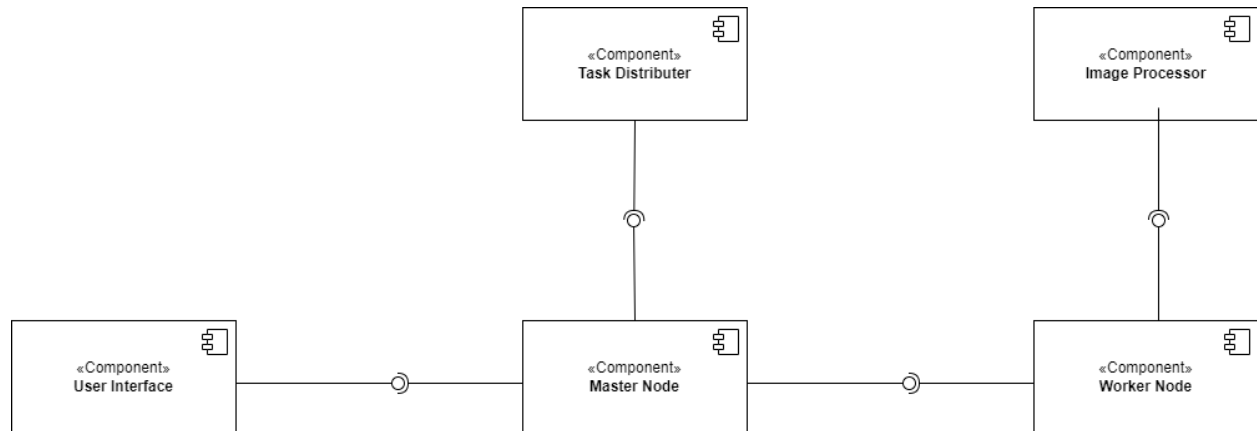 «Component»
Task Distributer
«Component»
Image Processor
«Component»
User Interface
«Component»
Master Node
«Component»
Worker Node